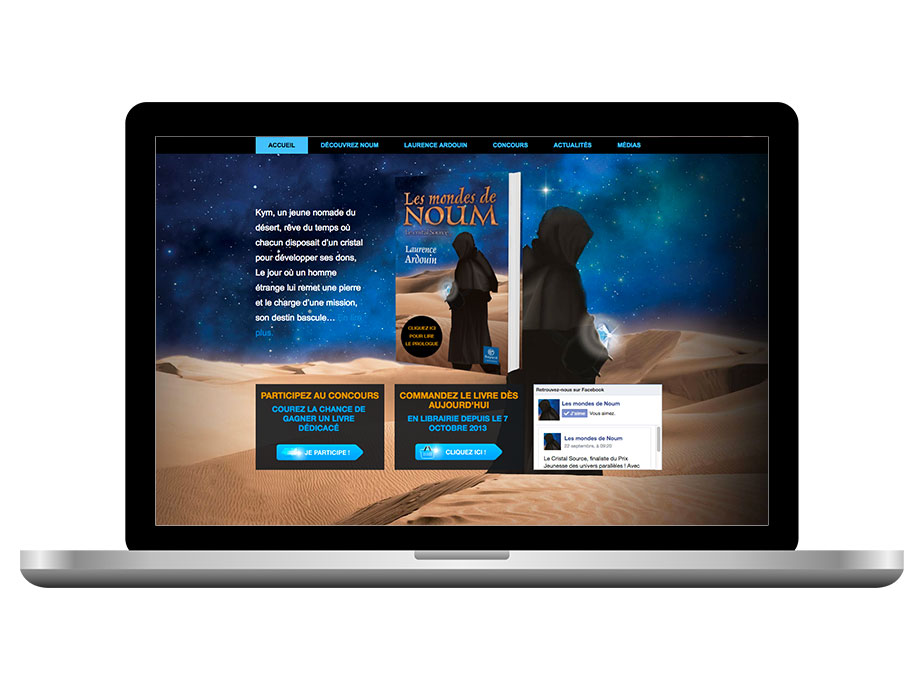 ACCUEIL DÉCOUVREZ NOUM LAURENCE ARDOUIN CONCOURS ACTUALITÉS MÉDIAS
Kym, un jeune nomade du
désert, rêve du temps où
chacun disposait d'un cristal
pour développer ses dons,
Le jour où un homme
étrange lui remet une pierre
et le charge d'une mission,
son destin bascule... En lire
plus.
Les mondes de
NOUM
Le Cristal Source
Laurence
Ardouin
CLIQUEZ ICI
POUR LIRE
LE PROLOGUE
PARTICIPEZ AU CONCOURS
COUREZ LA CHANCE DE
GAGNER UN LIVRE
DÉDICACÉ
JE PARTICIPE !
COMMANDEZ LE LIVRE DÈS
AUJOURD'HUI
EN LIBRAIRIE DEPUIS LE 7
OCTOBRE 2013
CLIQUEZ ICI !
Retrouvez-nous sur Facebook
Les mondes de Noum
J'aime Vous aimez.
Les mondes de Noum
22 septembre, à 09:20
Le Cristal Source, finaliste du Prix
Jeunesse des univers parallèles ! Avec